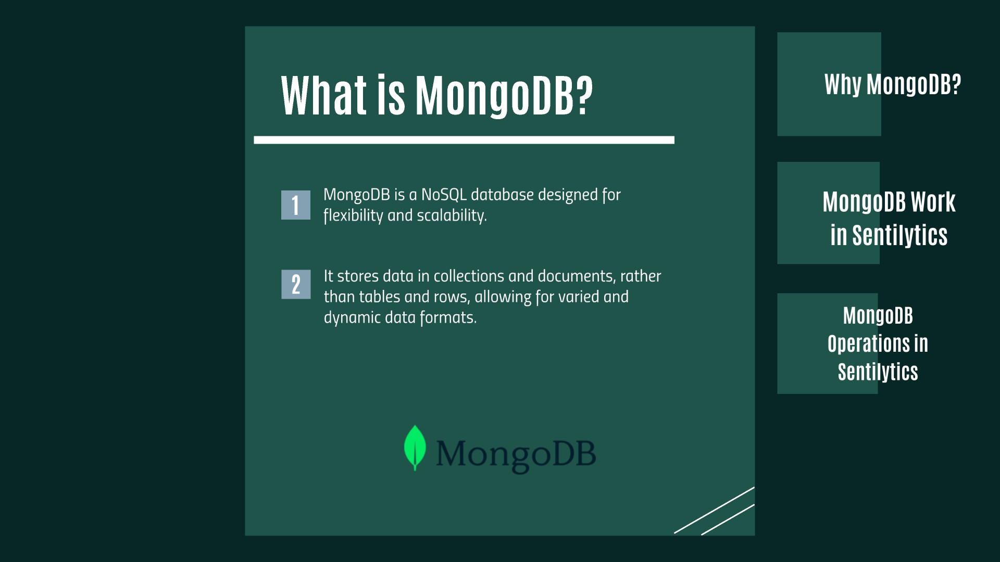 What is MongoDB?
1
MongoDB is a NoSQL database designed for
flexibility and scalability.
2
It stores data in collections and documents, rather
than tables and rows, allowing for varied and
dynamic data formats.
MongoDB
Why MongoDB?
MongoDB Work
in Sentilytics
MongoDB
Operations in
Sentilytics